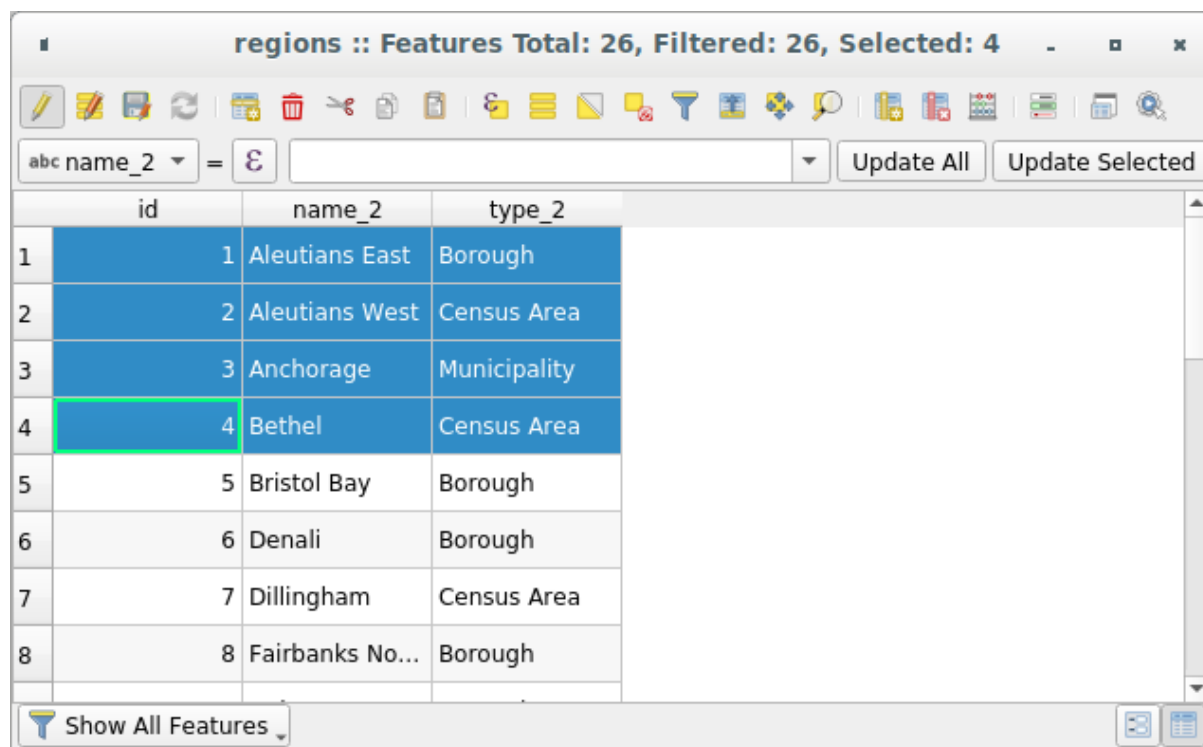 regions :: Features Total: 26, Filtered: 26, Selected: 4
abc name_2 = ε Update All Update Selected
id name_2 type_2
1 1 Aleutians East Borough
2 2 Aleutians West Census Area
3 3 Anchorage Municipality
4 4 Bethel Census Area
5 5 Bristol Bay Borough
6 6 Denali Borough
7 7 Dillingham Census Area
8 8 Fairbanks No... Borough
Show All Features